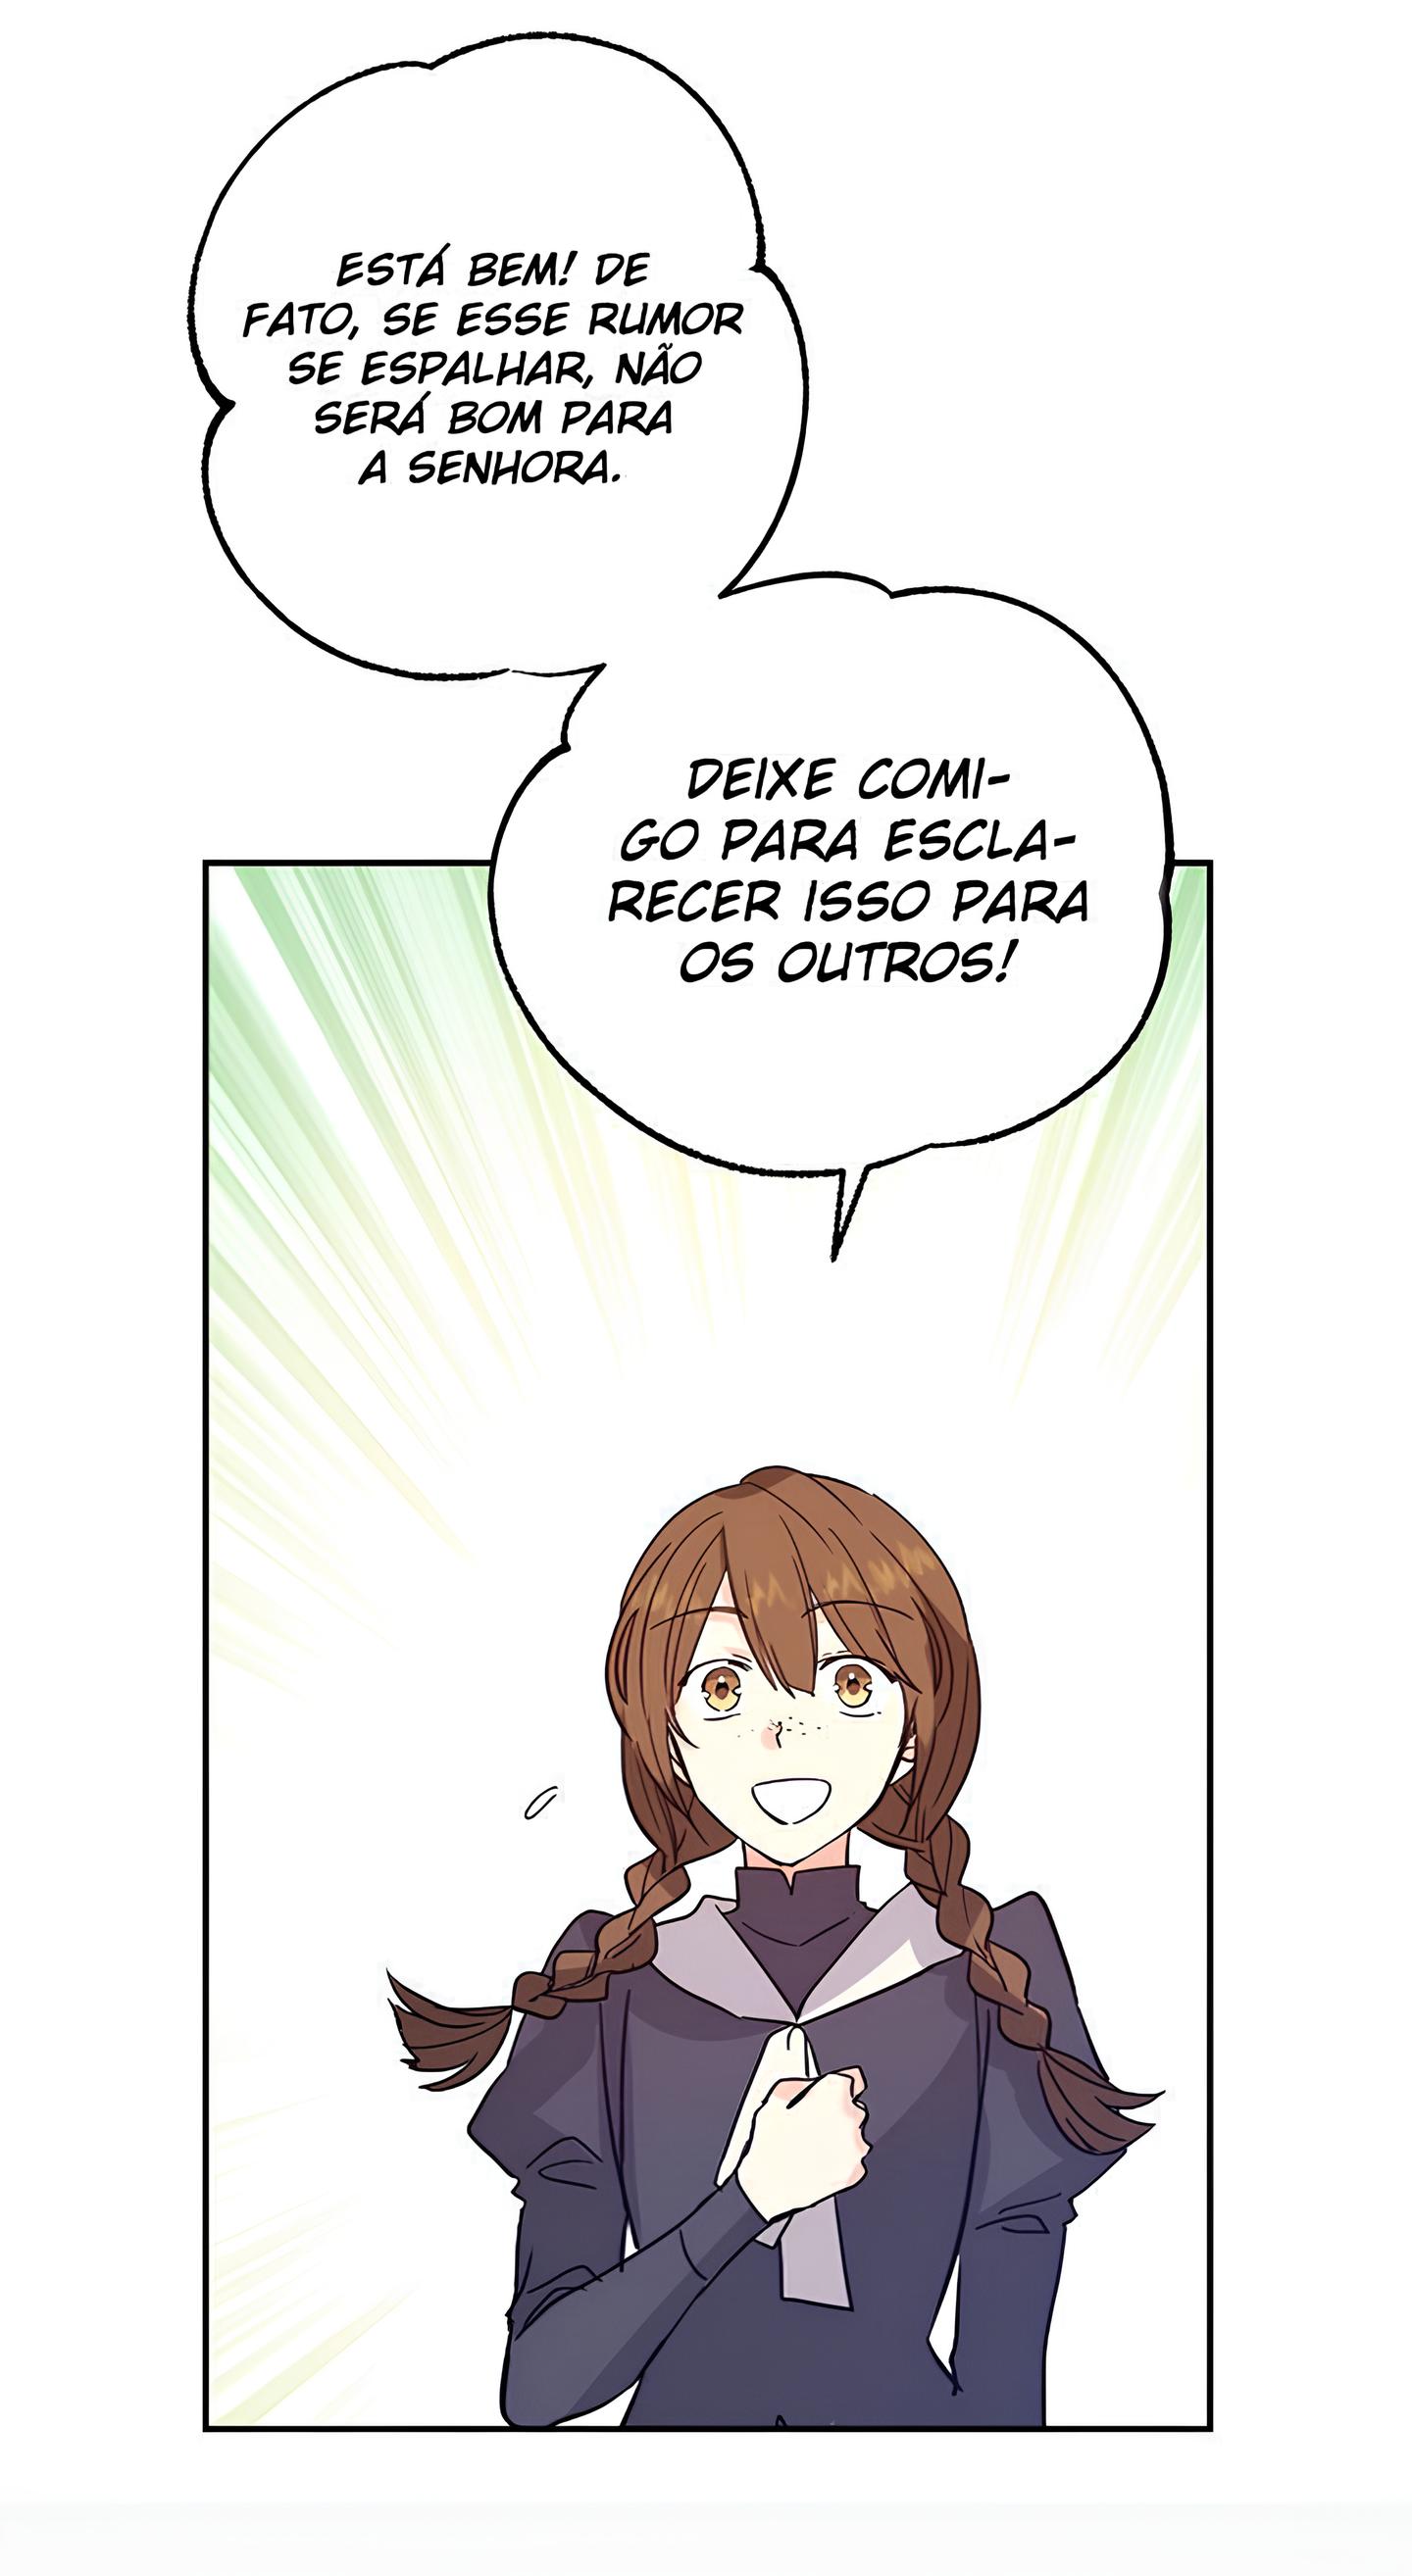 ESTÁ BEM! DE
FATO, SE ESSE RUMOR
SE ESPALHAR, NÃO
SERÁ BOM PARA
A SENHORA.
DEIXE COMI-
GO PARA ESCLA-
RECER ISSO PARA
OS OUTROS!